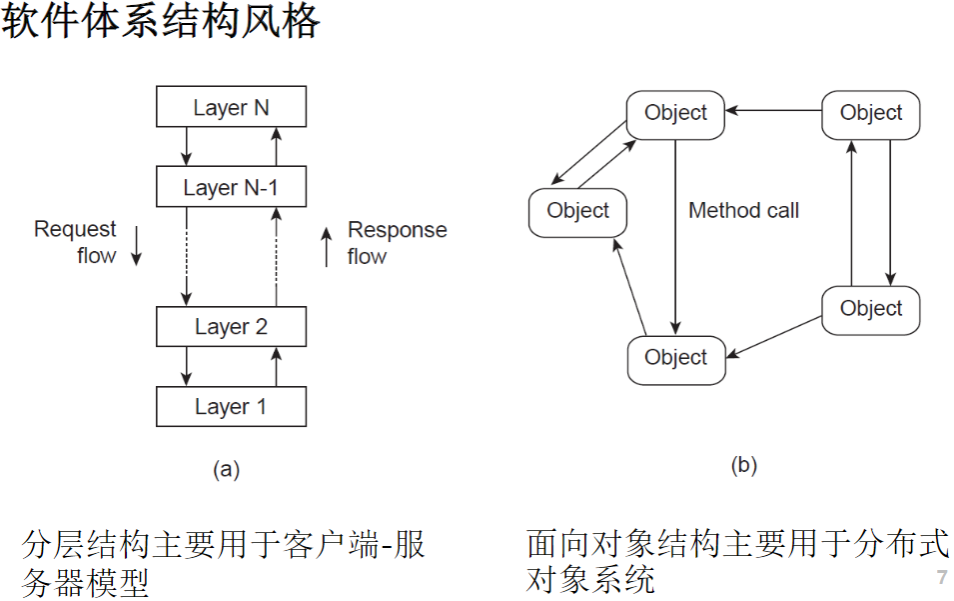 软件体系结构风格
Layer N
Layer N-1
Request
flow
Response
flow
Layer 2
Layer 1
(a)
Object
Object
Object
Method call
Object
Object
(b)
分层结构主要用于客户端-服
务器模型
面向对象结构主要用于分布式
对象系统
7